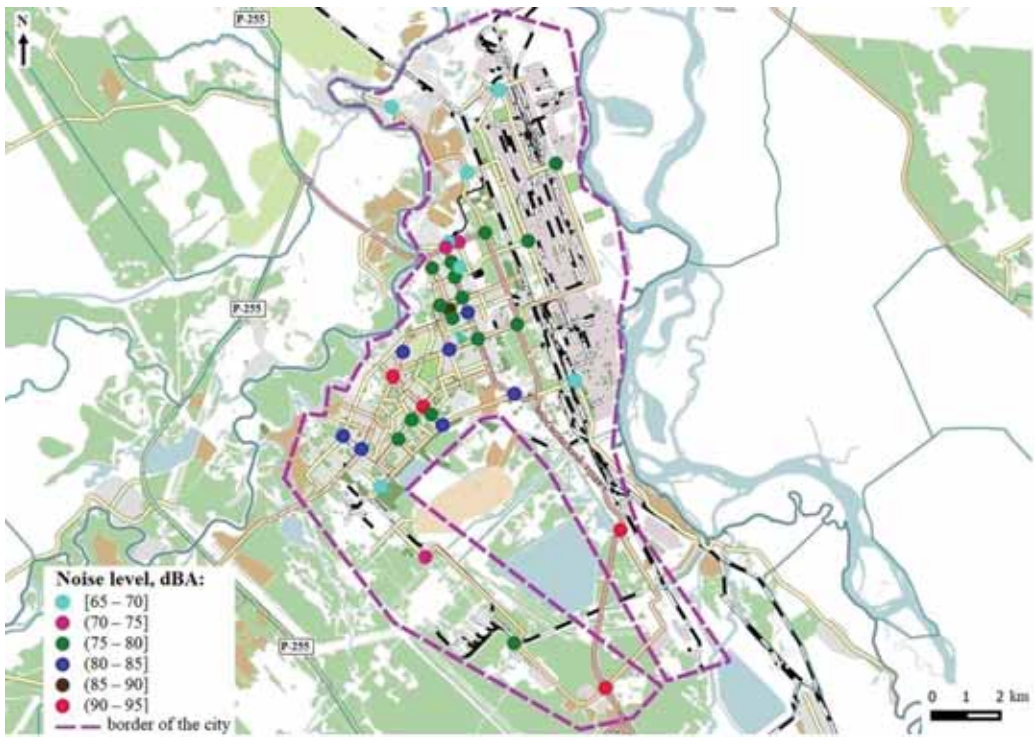 P-255
N
P-255
Noise level, dBA:
[65 – 70]
(70 – 75]
(75 – 80]
(80 – 85]
(85 – 90]
(90 – 95]
border of the city
P-255
0 1 2 km